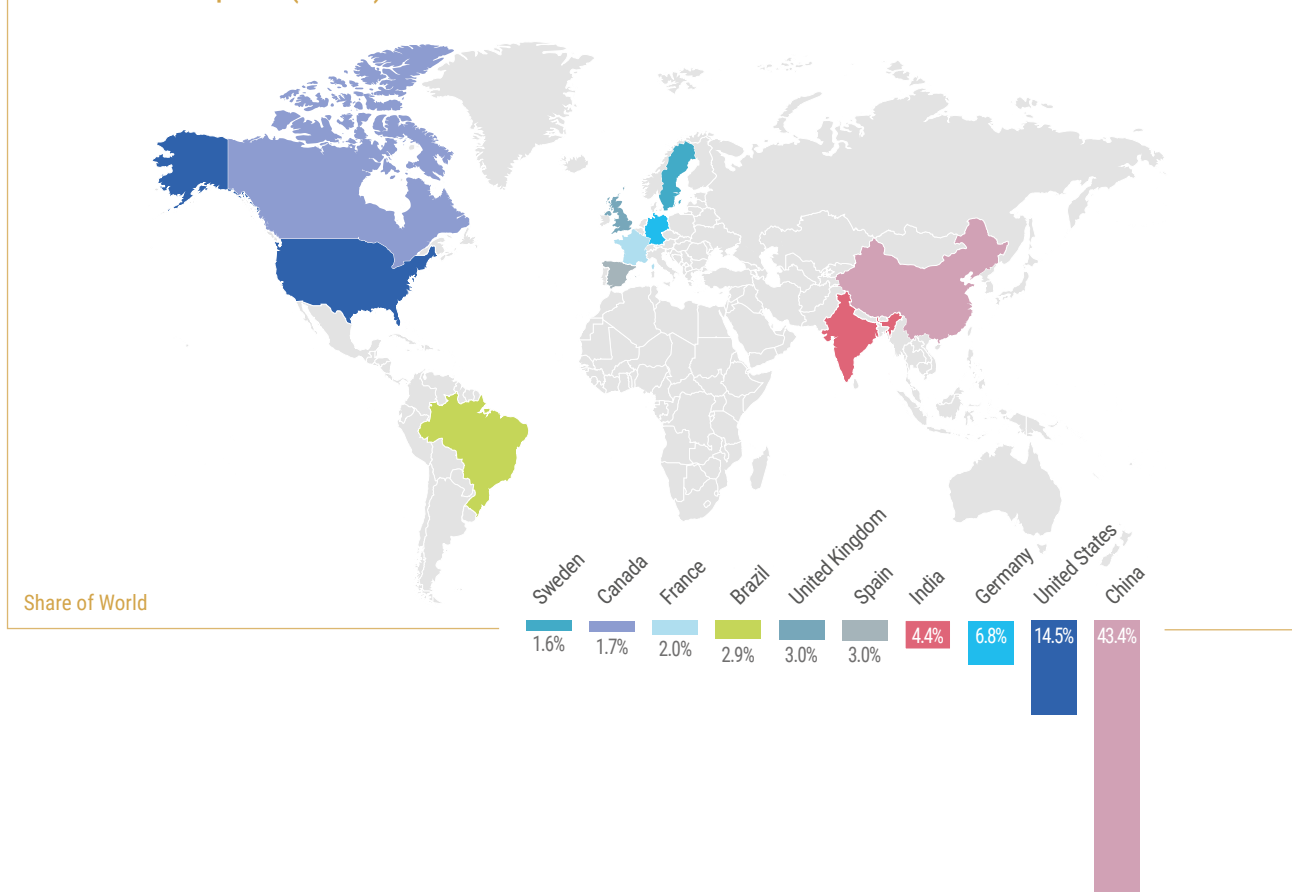 Share of World
Sweden
Canada
France
Brazil
United Kingdom
Spain
India
Germany
United States
China
1.6%
1.7%
2.0%
2.9%
3.0%
3.0%
4.4%
6.8%
14.5%
43.4%